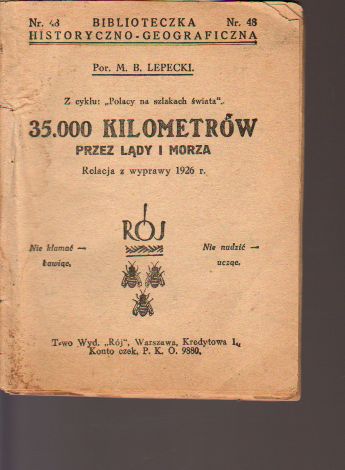 Nr. 48 BIBLIOTECZKA Nr. 48
HISTORYCZNO-GEOGRAFICZNA
Por. M. B. LEPECKI.
Z cyklu: „Polacy na szlakach świata".
35.000 KILOMETRÓW
PRZEZ LĄDY I MORZA
Relacja z wyprawy 1926 r.
RÓJ
Nie kłamać — Nie nudzić —
bawiąc. ucząc.
T-wo Wyd. „Rój", Warszawa, Kredytowa 1,
Konto czek. P. K. O. 9880.